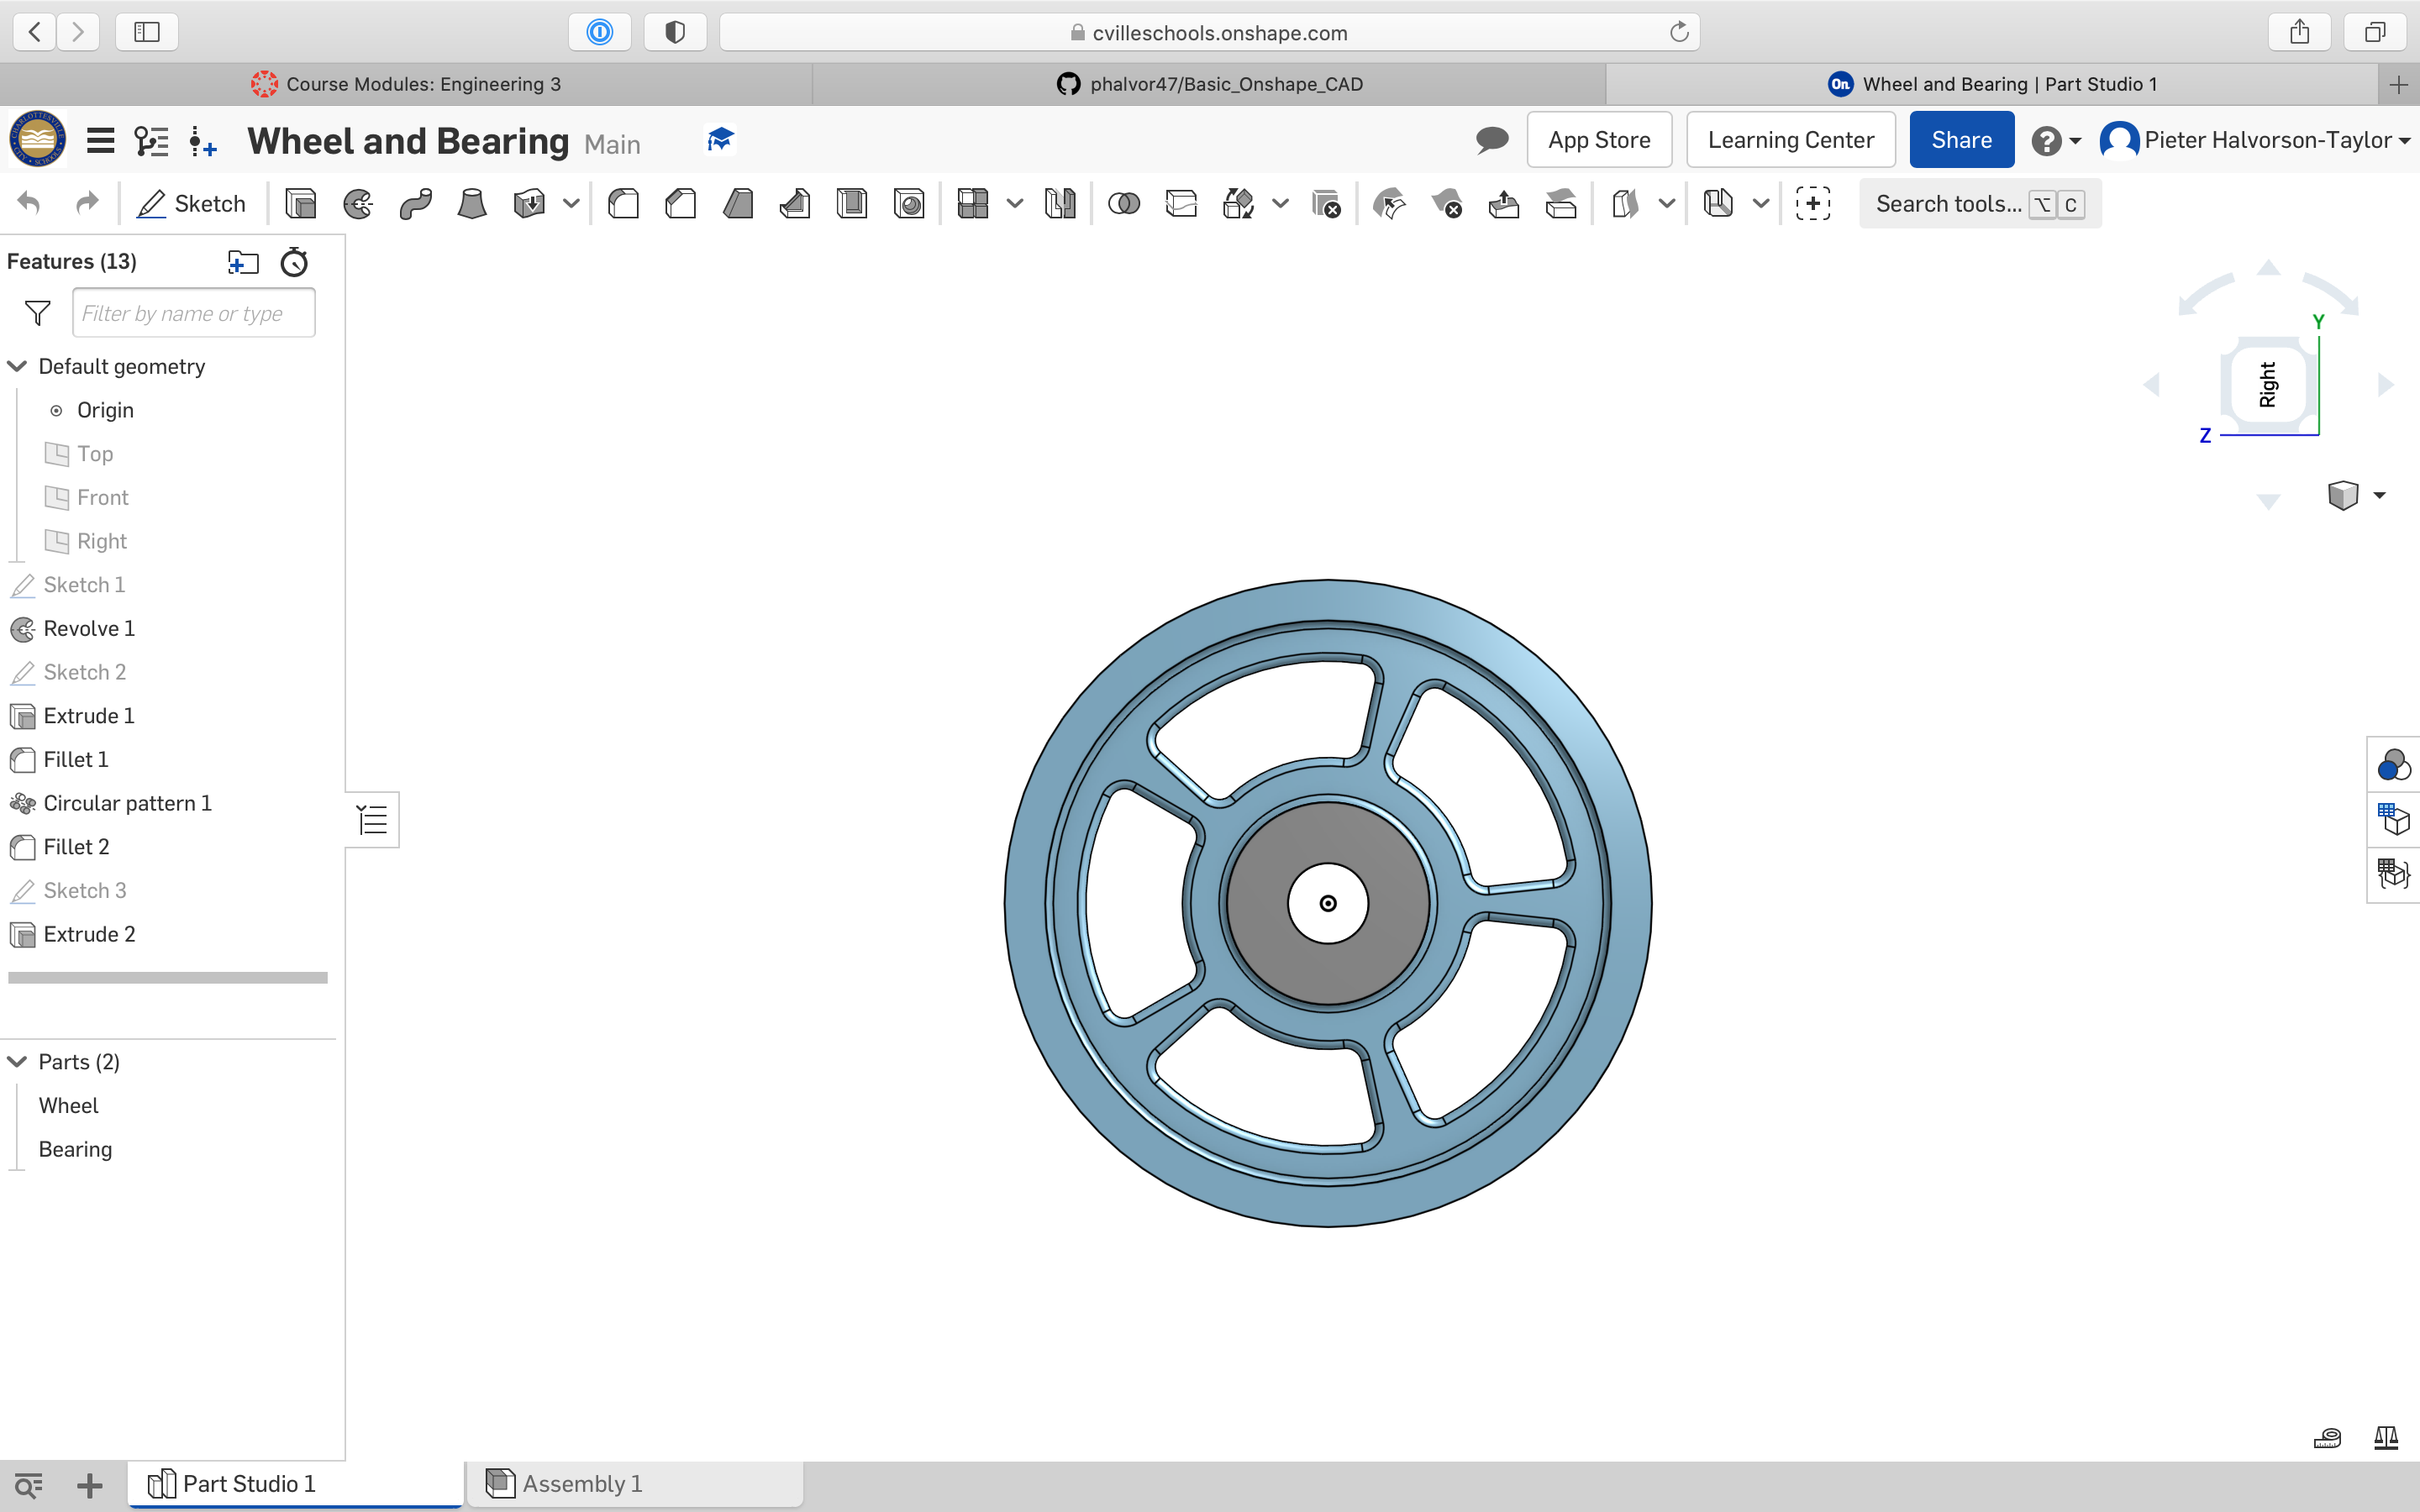 cvilleschools.onshape.com
Course Modules: Engineering 3
phalvor47/Basic_Onshape_CAD
On Wheel and Bearing | Part Studio 1
Wheel and Bearing Main
App Store
Learning Center
Share
Pieter Halvorson-Taylor
Sketch
Search tools... ⌥ C
Features (13)
Filter by name or type
Default geometry
Origin
Top
Front
Right
Sketch 1
Revolve 1
Sketch 2
Extrude 1
Fillet 1
Circular pattern 1
Fillet 2
Sketch 3
Extrude 2
Parts (2)
Wheel
Bearing
Y
Right
Z
Part Studio 1
Assembly 1